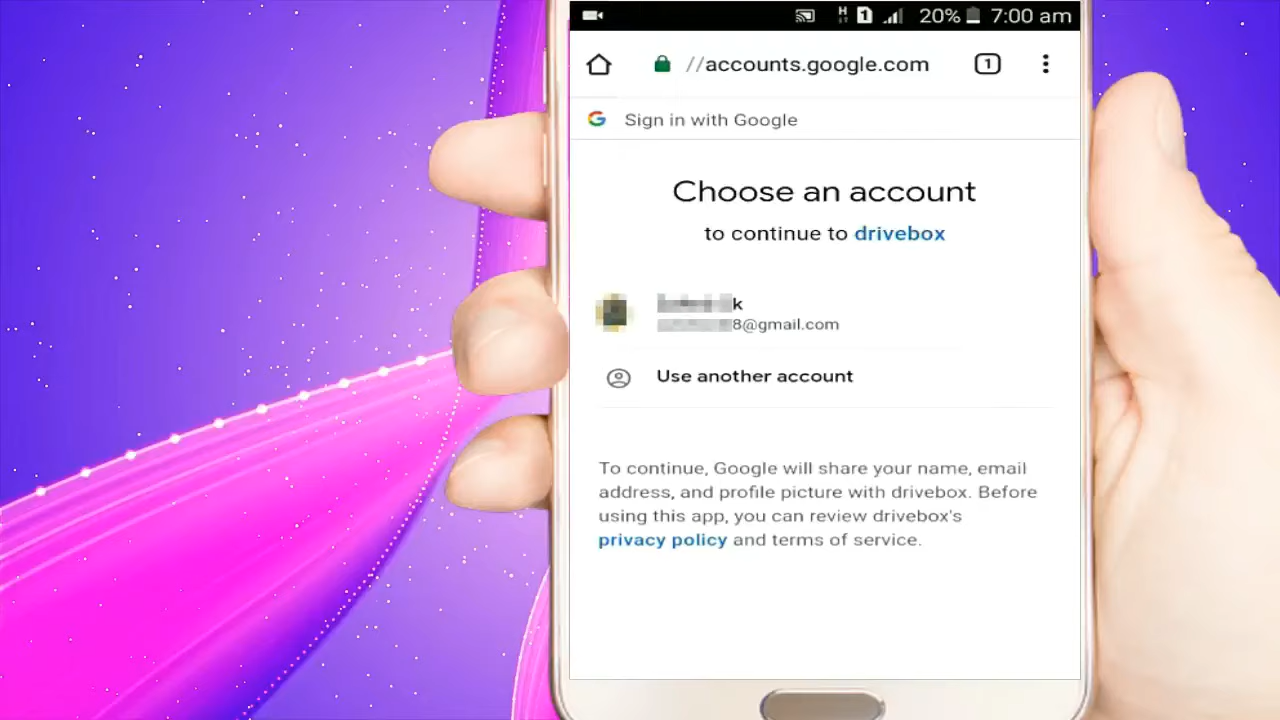 H 1 20% 7:00 am
//accounts.google.com 1
Sign in with Google
Choose an account
to continue to drivebox
k
8@gmail.com
Use another account
To continue, Google will share your name, email
address, and profile picture with drivebox. Before
using this app, you can review drivebox's
privacy policy and terms of service.